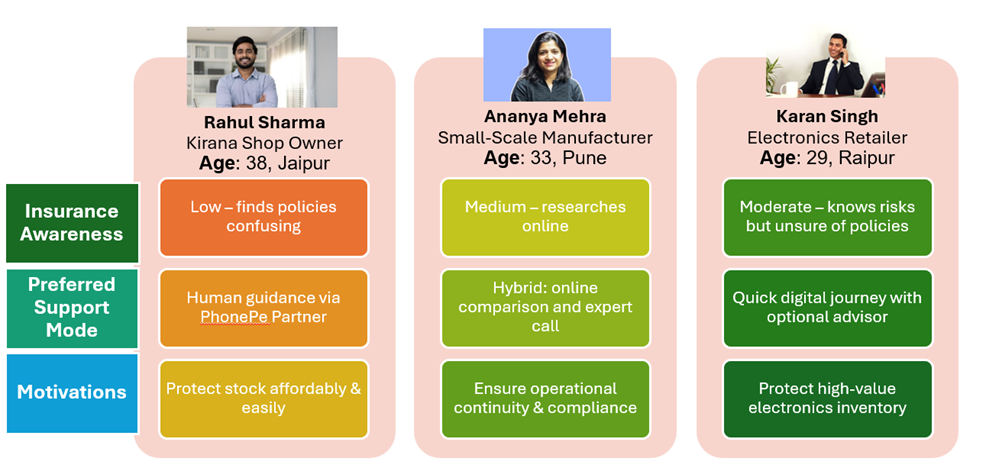 Rahul Sharma
Kirana Shop Owner
Age: 38, Jaipur
Ananya Mehra
Small-Scale Manufacturer
Age: 33, Pune
Karan Singh
Electronics Retailer
Age: 29, Raipur
Insurance
Awareness
Low – finds policies
confusing
Medium – researches
online
Moderate – knows risks
but unsure of policies
Preferred
Support
Mode
Human guidance via
PhonePe Partner
Hybrid: online
comparison and expert
call
Quick digital journey with
optional advisor
Motivations
Protect stock affordably &
easily
Ensure operational
continuity & compliance
Protect high-value
electronics inventory